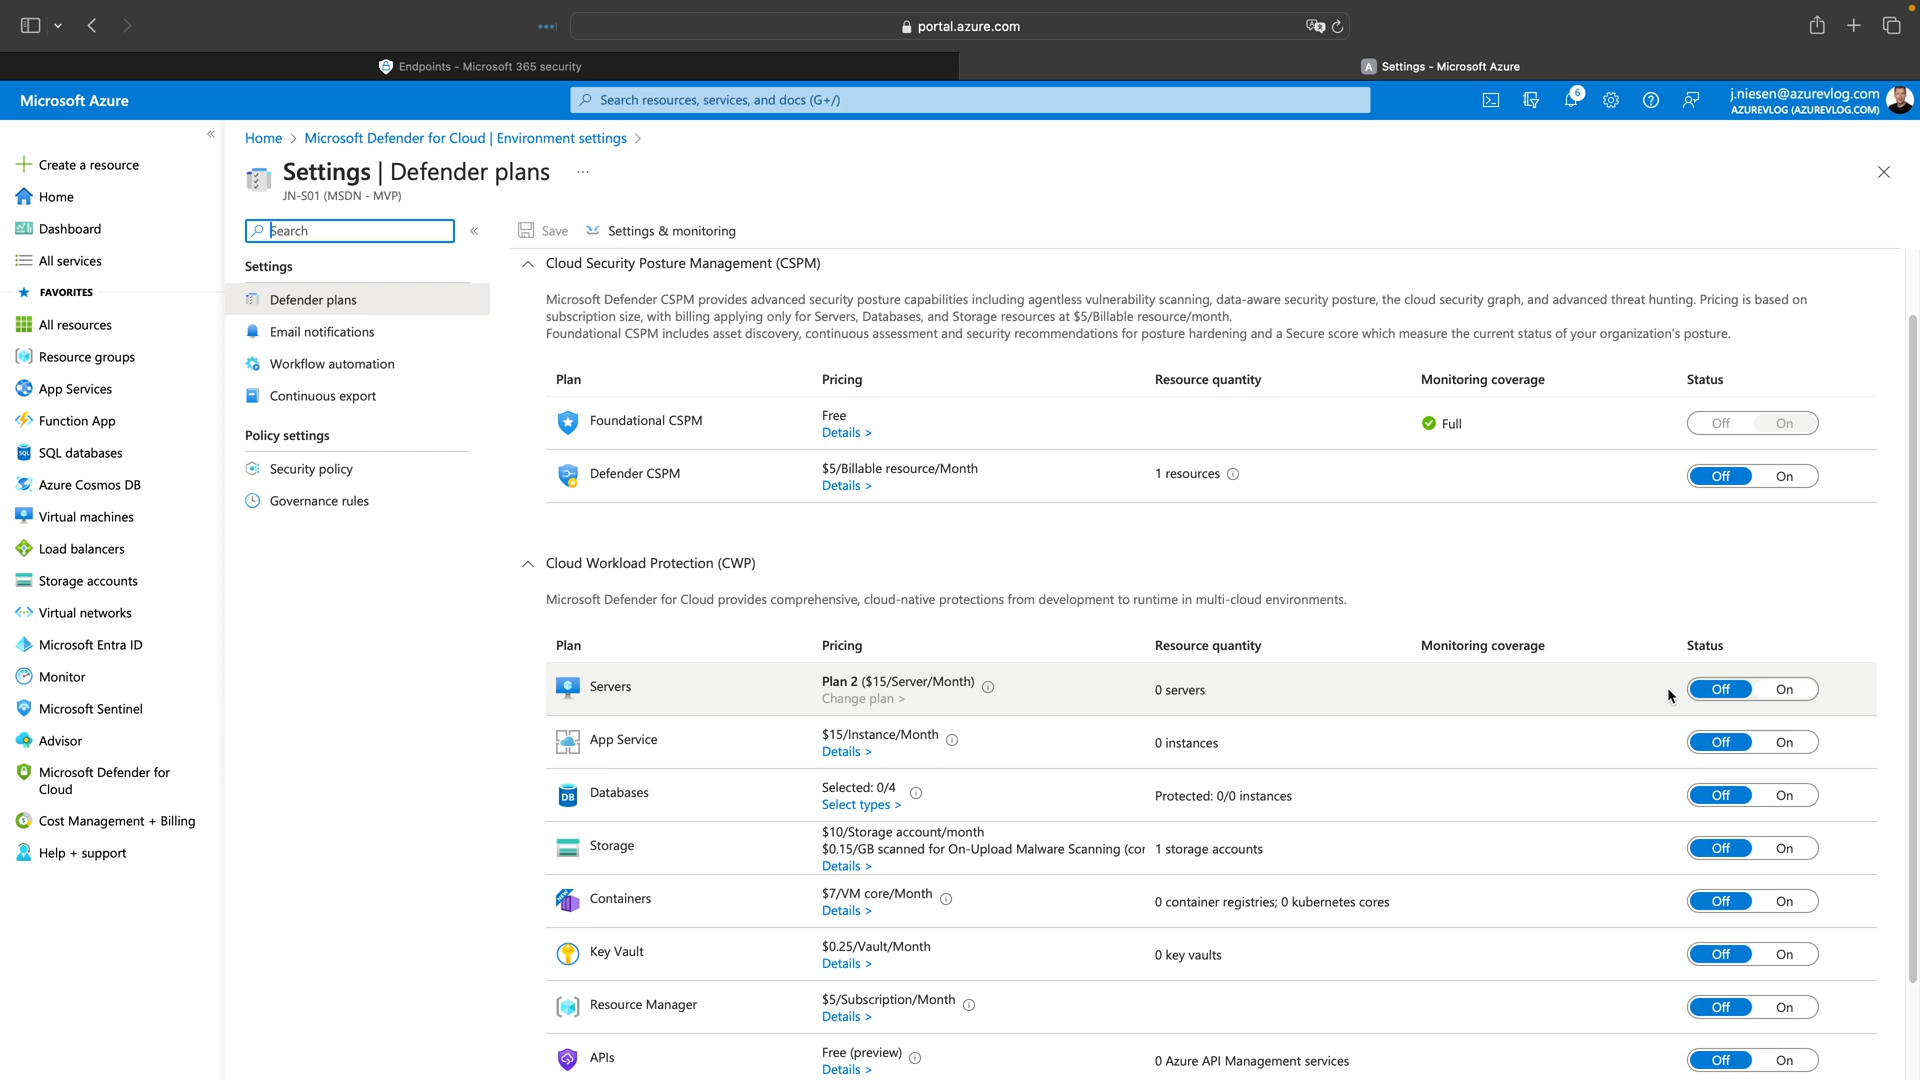 portal.azure.com
Endpoints - Microsoft 365 security
A Settings - Microsoft Azure
Microsoft Azure
Search resources, services, and docs (G+/)
6
j.niesen@azurevlog.com
AZUREVLOG (AZUREVLOG.COM)
Home > Microsoft Defender for Cloud | Environment settings >
Settings | Defender plans ...
JN-S01 (MSDN - MVP)
Create a resource
Home
Dashboard
All services
FAVORITES
All resources
Resource groups
App Services
Function App
SQL databases
Azure Cosmos DB
Virtual machines
Load balancers
Storage accounts
Virtual networks
Microsoft Entra ID
Monitor
Microsoft Sentinel
Advisor
Microsoft Defender for
Cloud
Cost Management + Billing
Help + support
Search
Settings
Defender plans
Email notifications
Workflow automation
Continuous export
Policy settings
Security policy
Governance rules
Save Settings & monitoring
Cloud Security Posture Management (CSPM)
Microsoft Defender CSPM provides advanced security posture capabilities including agentless vulnerability scanning, data-aware security posture, the cloud security graph, and advanced threat hunting. Pricing is based on
subscription size, with billing applying only for Servers, Databases, and Storage resources at $5/Billable resource/month.
Foundational CSPM includes asset discovery, continuous assessment and security recommendations for posture hardening and a Secure score which measure the current status of your organization's posture.
Plan Pricing Resource quantity Monitoring coverage Status
Foundational CSPM Free Full Off On
Details >
Defender CSPM $5/Billable resource/Month 1 resources Off On
Details >
Cloud Workload Protection (CWP)
Microsoft Defender for Cloud provides comprehensive, cloud-native protections from development to runtime in multi-cloud environments.
Plan Pricing Resource quantity Monitoring coverage Status
Servers Plan 2 ($15/Server/Month) 0 servers Off On
Change plan >
App Service $15/Instance/Month 0 instances Off On
Details >
Databases Selected: 0/4 Protected: 0/0 instances Off On
Select types >
Storage $10/Storage account/month
$0.15/GB scanned for On-Upload Malware Scanning (cor 1 storage accounts Off On
Details >
Containers $7/VM core/Month 0 container registries; 0 kubernetes cores Off On
Details >
Key Vault $0.25/Vault/Month 0 key vaults Off On
Details >
Resource Manager $5/Subscription/Month Off On
Details >
APIs Free (preview) 0 Azure API Management services Off On
Details >